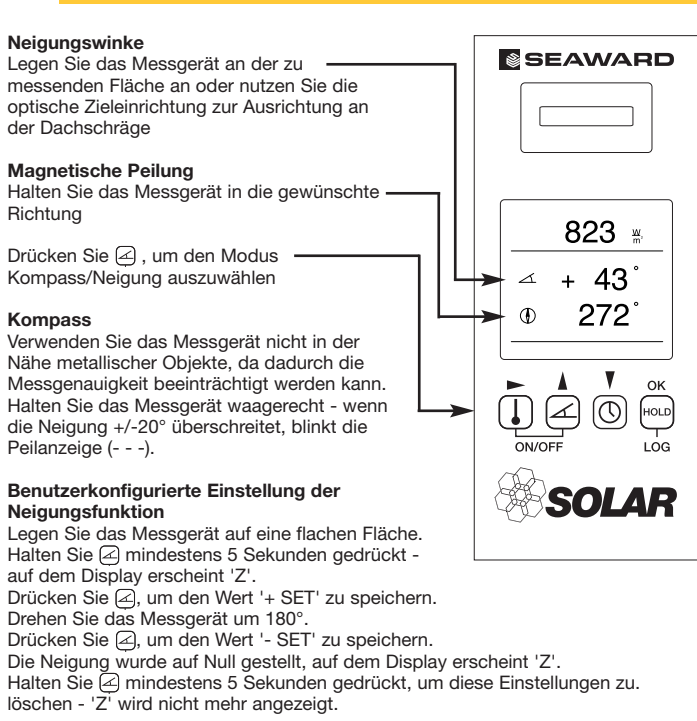 Neigungswinke
Legen Sie das Messgerät an der zu
messenden Fläche an oder nutzen Sie die
optische Zieleinrichtung zur Ausrichtung an
der Dachschräge
Magnetische Peilung
Halten Sie das Messgerät in die gewünschte
Richtung
Drücken Sie , um den Modus
Kompass/Neigung auszuwählen
Kompass
Verwenden Sie das Messgerät nicht in der
Nähe metallischer Objekte, da dadurch die
Messgenauigkeit beeinträchtigt werden kann.
Halten Sie das Messgerät waagerecht - wenn
die Neigung +/-20° überschreitet, blinkt die
Peilanzeige (- - -).
Benutzerkonfigurierte Einstellung der
Neigungsfunktion
Legen Sie das Messgerät auf eine flachen Fläche.
Halten Sie mindestens 5 Sekunden gedrückt -
auf dem Display erscheint 'Z'.
Drücken Sie , um den Wert '+ SET' zu speichern.
Drehen Sie das Messgerät um 180°.
Drücken Sie , um den Wert '- SET' zu speichern.
Die Neigung wurde auf Null gestellt, auf dem Display erscheint 'Z'.
Halten Sie mindestens 5 Sekunden gedrückt, um diese Einstellungen zu.
löschen - 'Z' wird nicht mehr angezeigt.
SEAWARD
823 W/m²
+ 43°
272°
OK
HOLD
ON/OFF
LOG
SOLAR